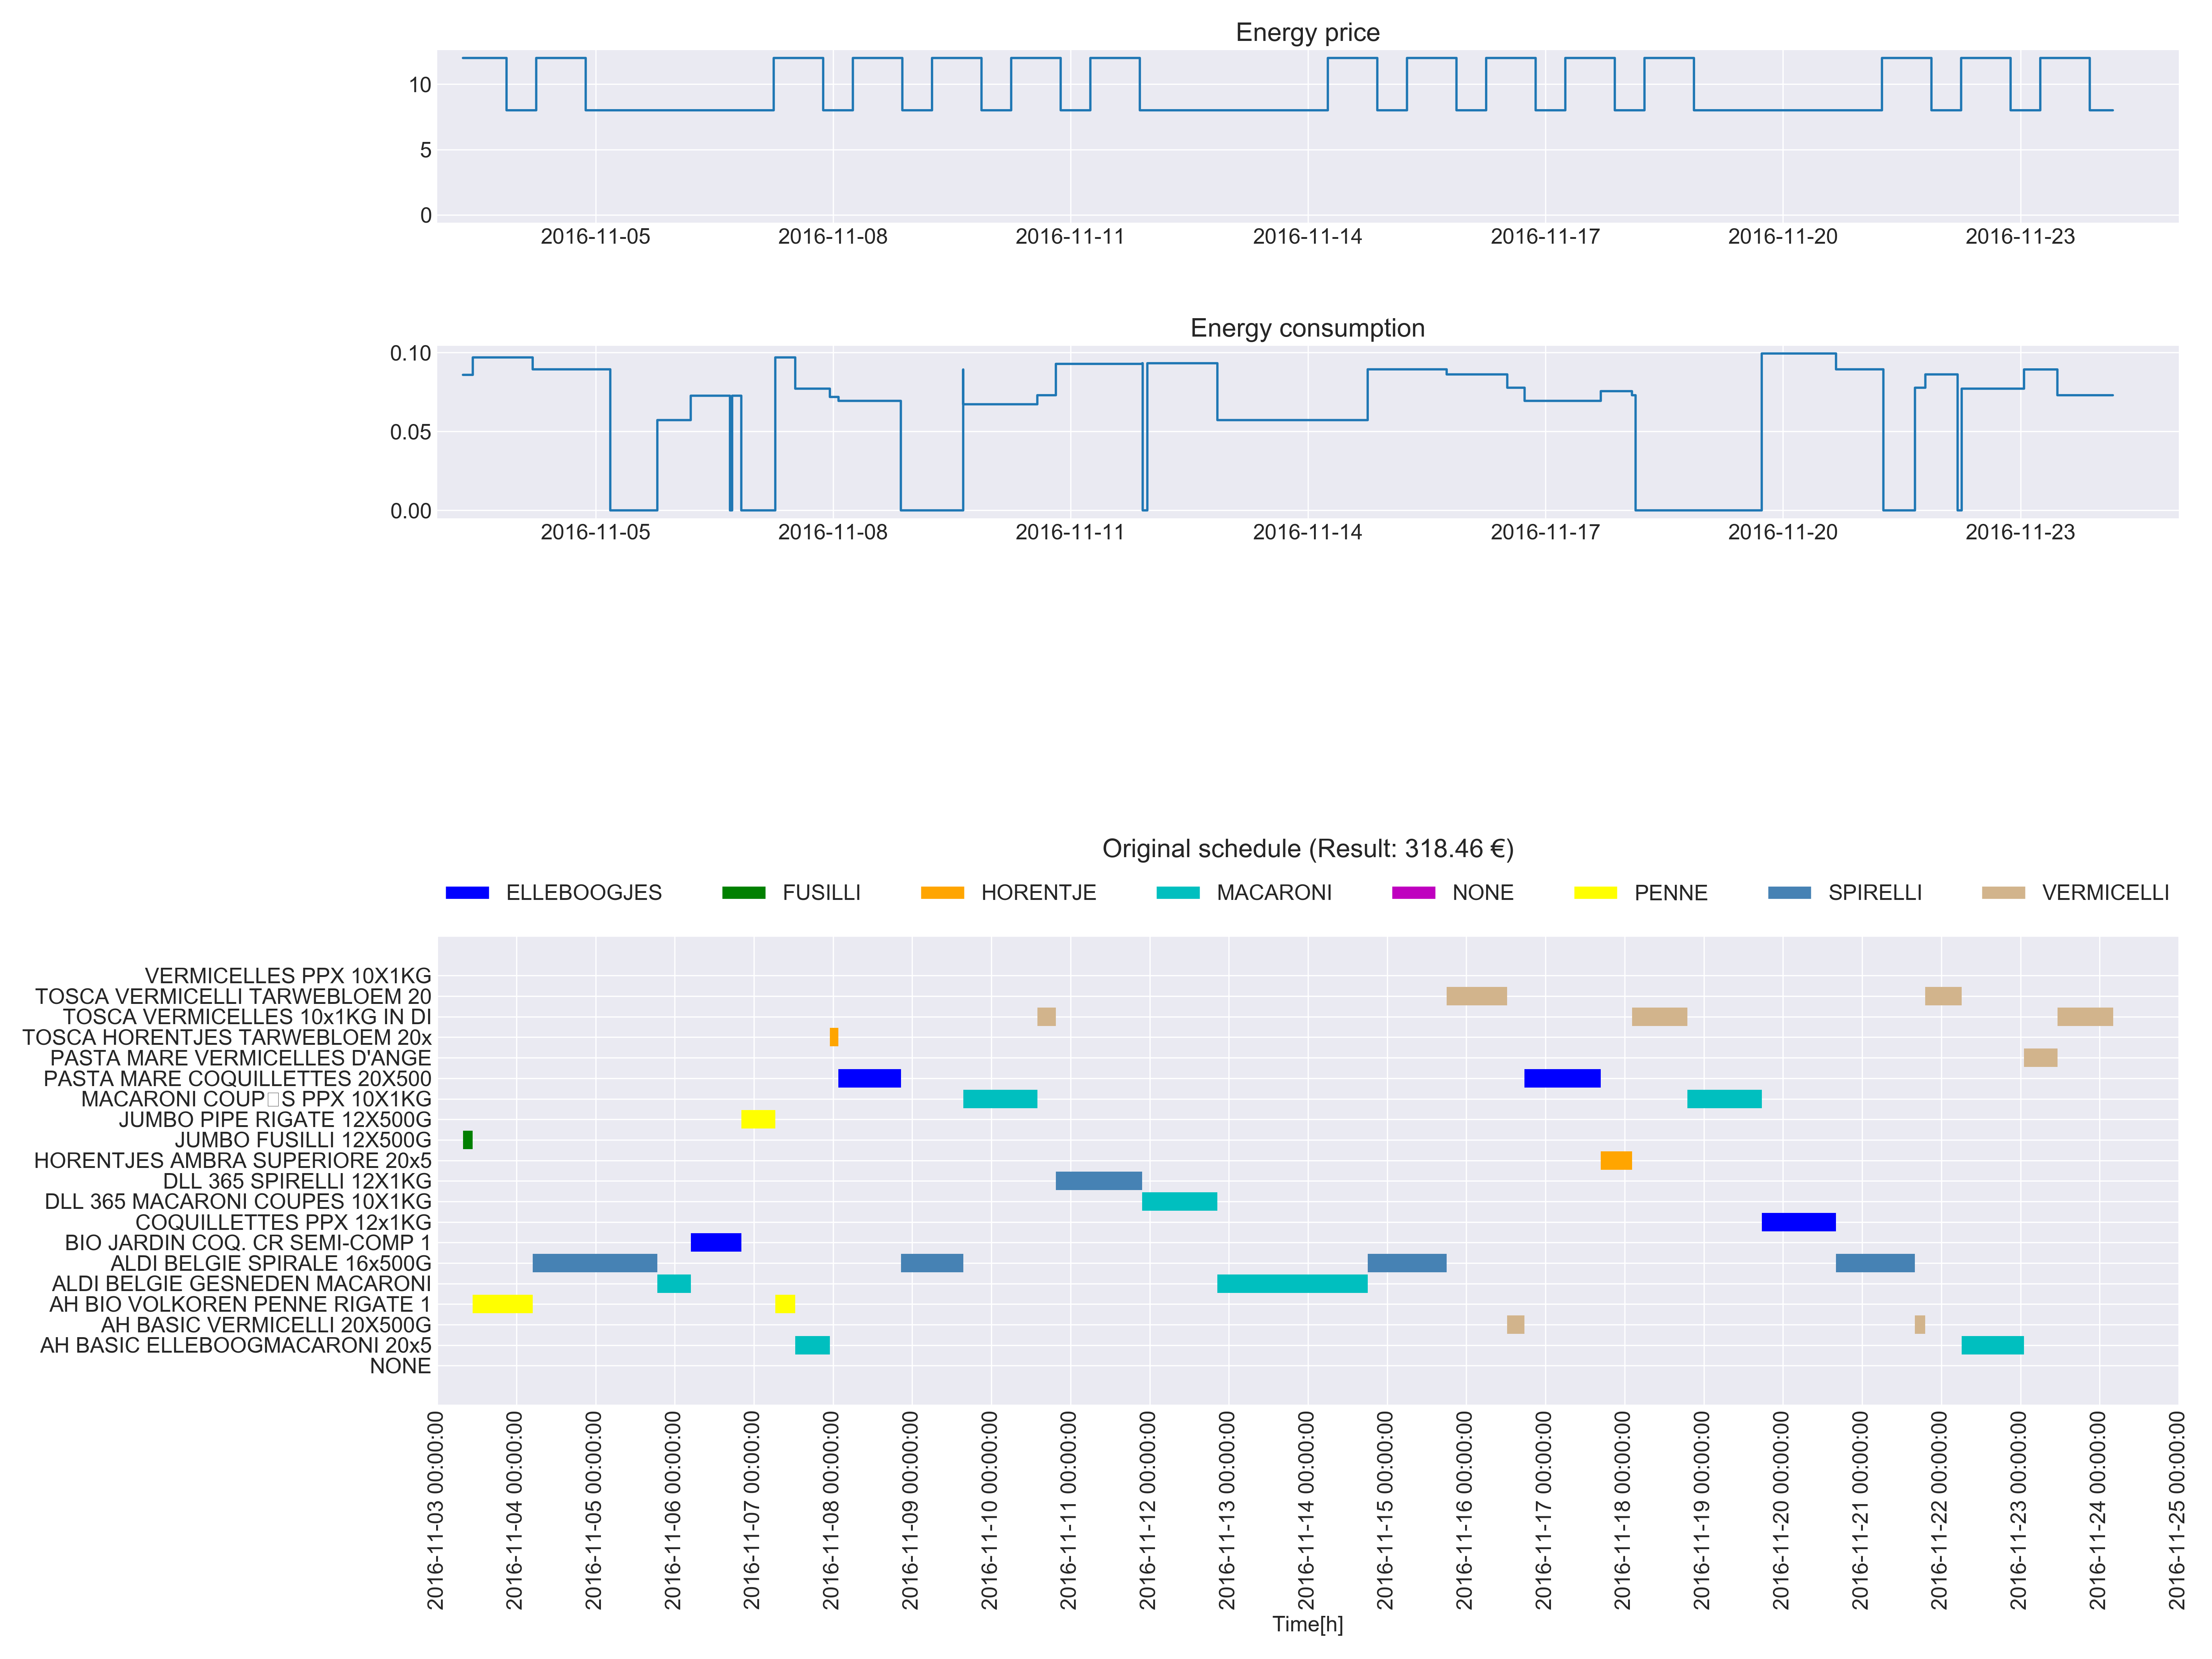 Energy price
10
5
0
2016-11-05 2016-11-08 2016-11-11 2016-11-14 2016-11-17 2016-11-20 2016-11-23
Energy consumption
0.10
0.05
0.00
2016-11-05 2016-11-08 2016-11-11 2016-11-14 2016-11-17 2016-11-20 2016-11-23
Original schedule (Result: 318.46 €)
ELLEBOOGJES FUSILLI HORENTJE MACARONI NONE PENNE SPIRELLI VERMICELLI
VERMICELLES PPX 10X1KG
TOSCA VERMICELLI TARWEBLOEM 20
TOSCA VERMICELLES 10x1KG IN DI
TOSCA HORENTJES TARWEBLOEM 20x
PASTA MARE VERMICELLES D'ANGE
PASTA MARE COQUILLETTES 20X500
MACARONI COUP□S PPX 10X1KG
JUMBO PIPE RIGATE 12X500G
JUMBO FUSILLI 12X500G
HORENTJES AMBRA SUPERIORE 20x5
DLL 365 SPIRELLI 12X1KG
DLL 365 MACARONI COUPES 10X1KG
COQUILLETTES PPX 12x1KG
BIO JARDIN COQ. CR SEMI-COMP 1
ALDI BELGIE SPIRALE 16x500G
ALDI BELGIE GESNEDEN MACARONI
AH BIO VOLKOREN PENNE RIGATE 1
AH BASIC VERMICELLI 20X500G
AH BASIC ELLEBOOGMACARONI 20x5
NONE
2016-11-03 00:00:00
2016-11-04 00:00:00
2016-11-05 00:00:00
2016-11-06 00:00:00
2016-11-07 00:00:00
2016-11-08 00:00:00
2016-11-09 00:00:00
2016-11-10 00:00:00
2016-11-11 00:00:00
2016-11-12 00:00:00
2016-11-13 00:00:00
2016-11-14 00:00:00
2016-11-15 00:00:00
2016-11-16 00:00:00
2016-11-17 00:00:00
2016-11-18 00:00:00
2016-11-19 00:00:00
2016-11-20 00:00:00
2016-11-21 00:00:00
2016-11-22 00:00:00
2016-11-23 00:00:00
2016-11-24 00:00:00
2016-11-25 00:00:00
Time[h]